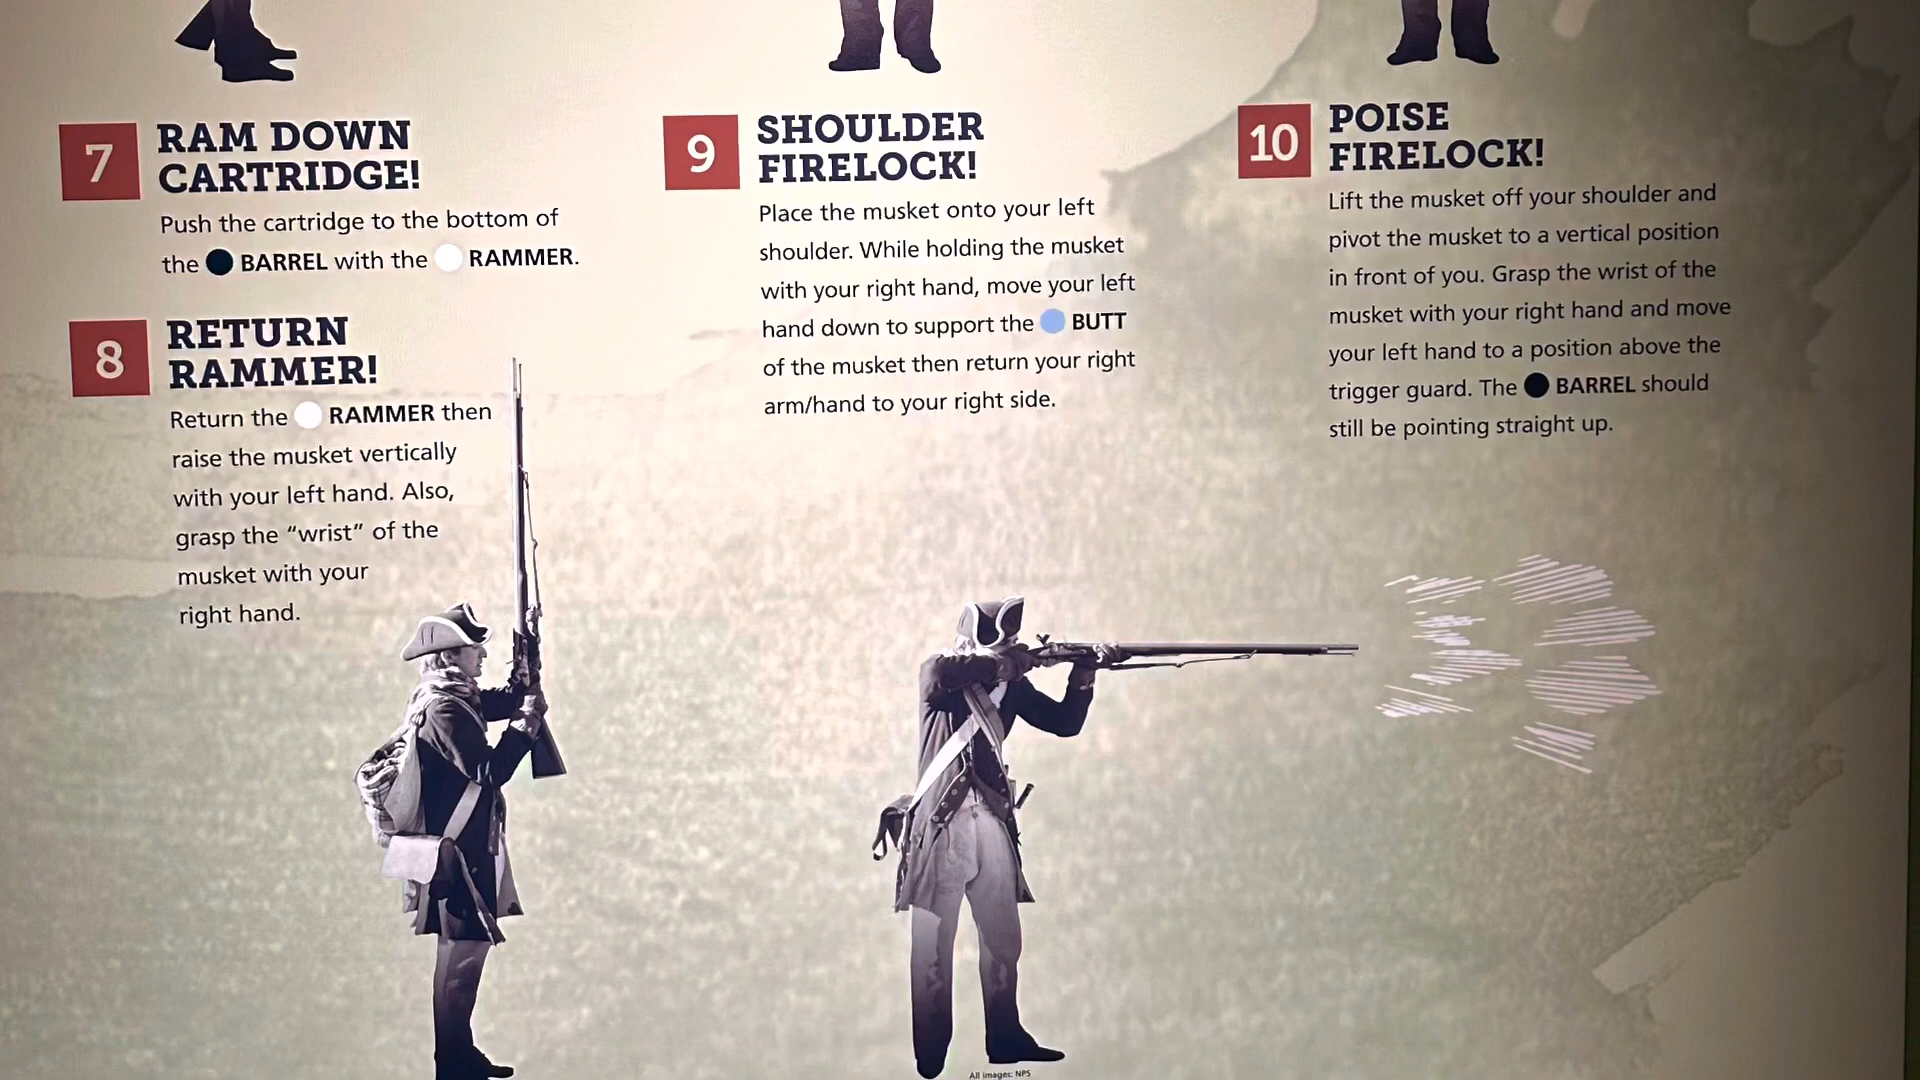 7
RAM DOWN
CARTRIDGE!
Push the cartridge to the bottom of
the BARREL with the RAMMER.
8
RETURN
RAMMER!
Return the RAMMER then
raise the musket vertically
with your left hand. Also,
grasp the “wrist” of the
musket with your
right hand.
9
SHOULDER
FIRELOCK!
Place the musket onto your left
shoulder. While holding the musket
with your right hand, move your left
hand down to support the BUTT
of the musket then return your right
arm/hand to your right side.
10
POISE
FIRELOCK!
Lift the musket off your shoulder and
pivot the musket to a vertical position
in front of you. Grasp the wrist of the
musket with your right hand and move
your left hand to a position above the
trigger guard. The BARREL should
still be pointing straight up.
All images: NPS